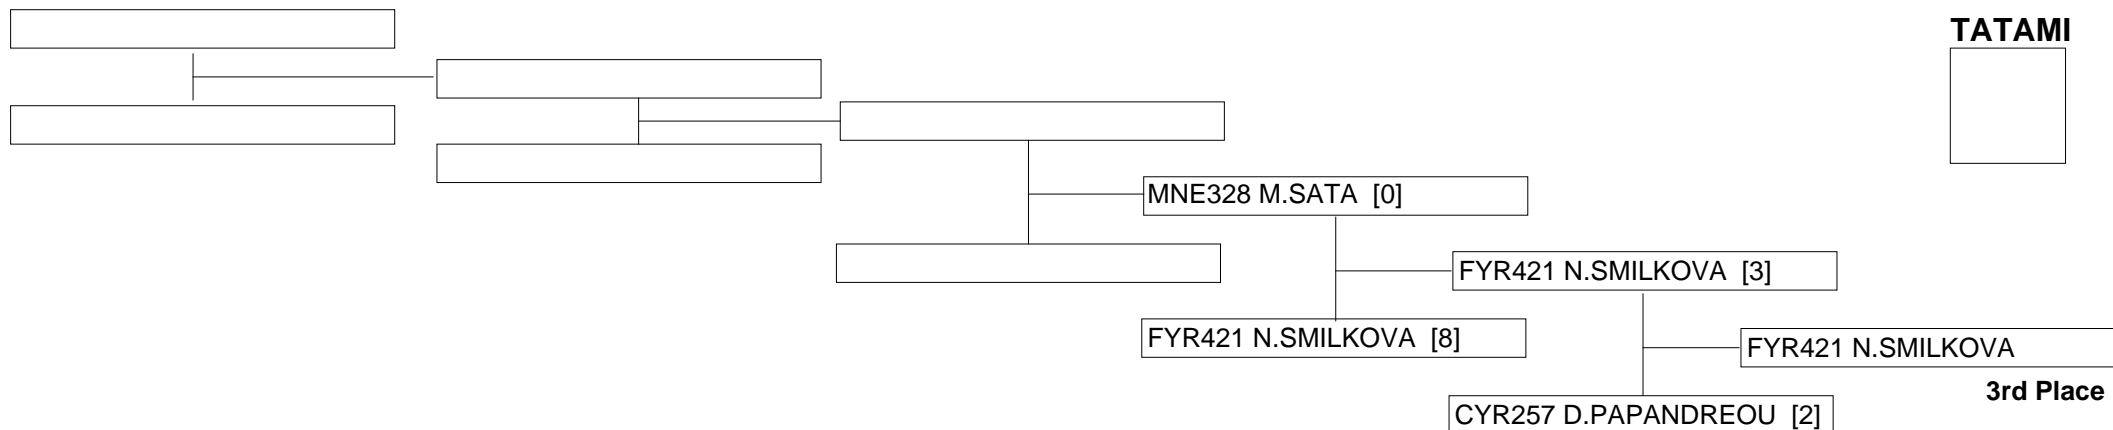 TATAMI
MNE328 M.SATA [0]
FYR421 N.SMILKOVA [3]
FYR421 N.SMILKOVA [8]
FYR421 N.SMILKOVA
3rd Place
CYR257 D.PAPANDREOU [2]